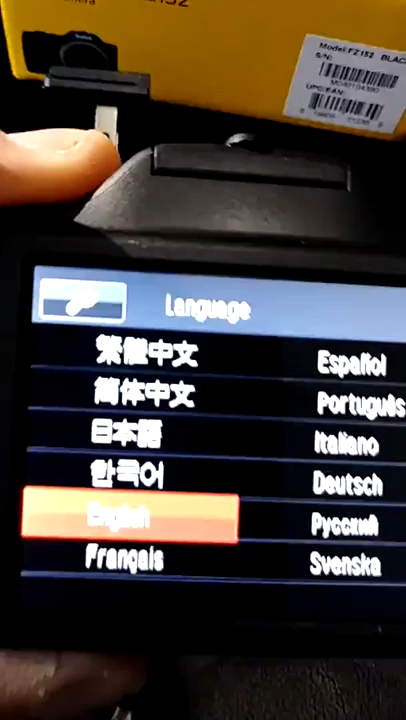 Model:FZ152 BLAC
S/N:
UPC/EAN:
Language
繁體中文
Español
简体中文
Português
日本語
Italiano
한국어
Deutsch
English
Русский
Français
Svenska